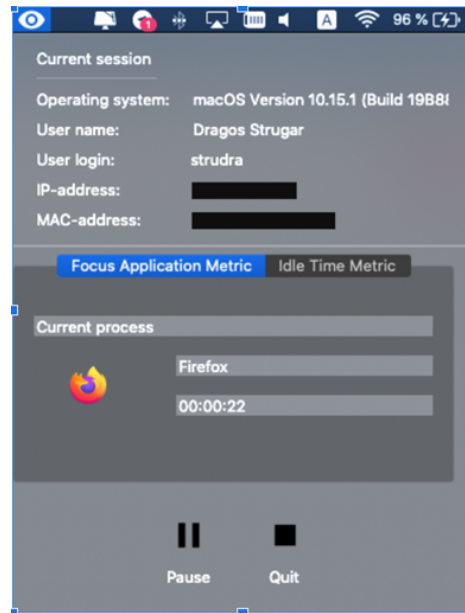 1
A
96 %
Current session
Operating system: macOS Version 10.15.1 (Build 19B88
User name: Dragos Strugar
User login: strudra
IP-address:
MAC-address:
Focus Application Metric Idle Time Metric
Current process
Firefox
00:00:22
Pause Quit